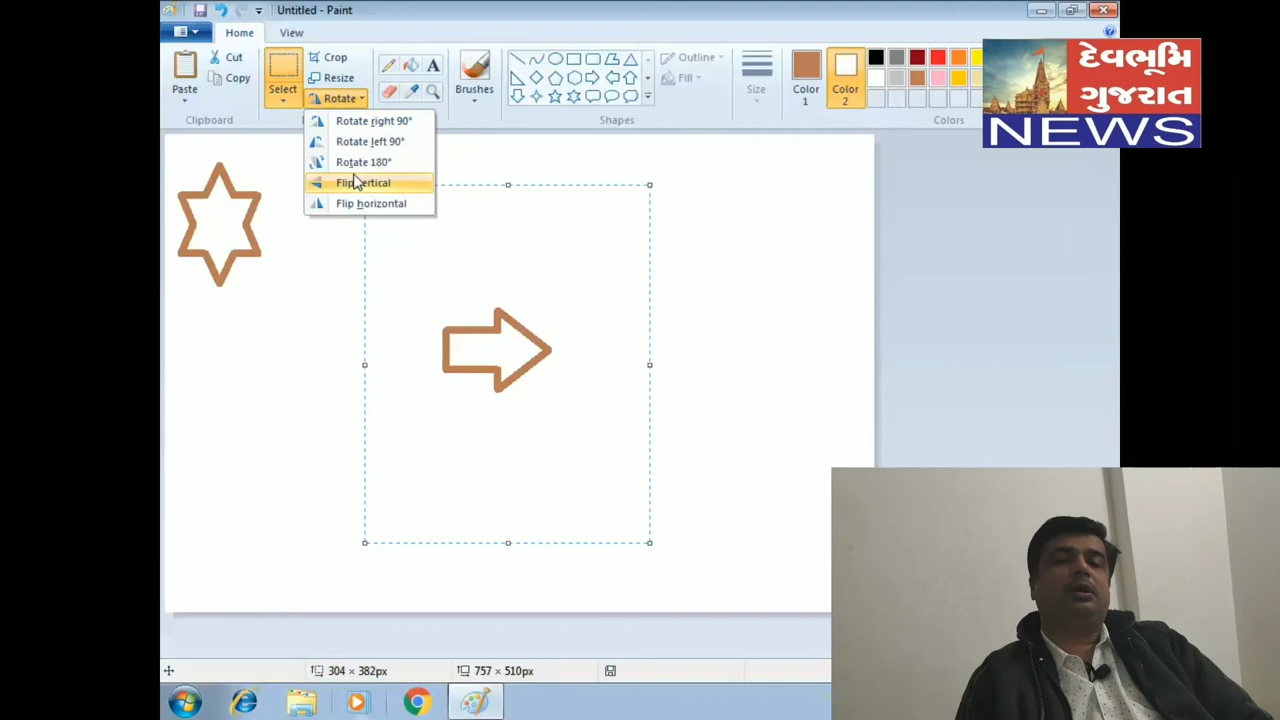 Untitled - Paint
Home
View
Paste
Cut
Copy
Clipboard
Select
Crop
Resize
Rotate
A
Brushes
Outline
Fill
Shapes
Size
Color
1
Color
2
Colors
Rotate right 90°
Rotate left 90°
Rotate 180°
Flip vertical
Flip horizontal
દેવભૂમિ
ગુજરાત
NEWS
304 × 382px
757 × 510px